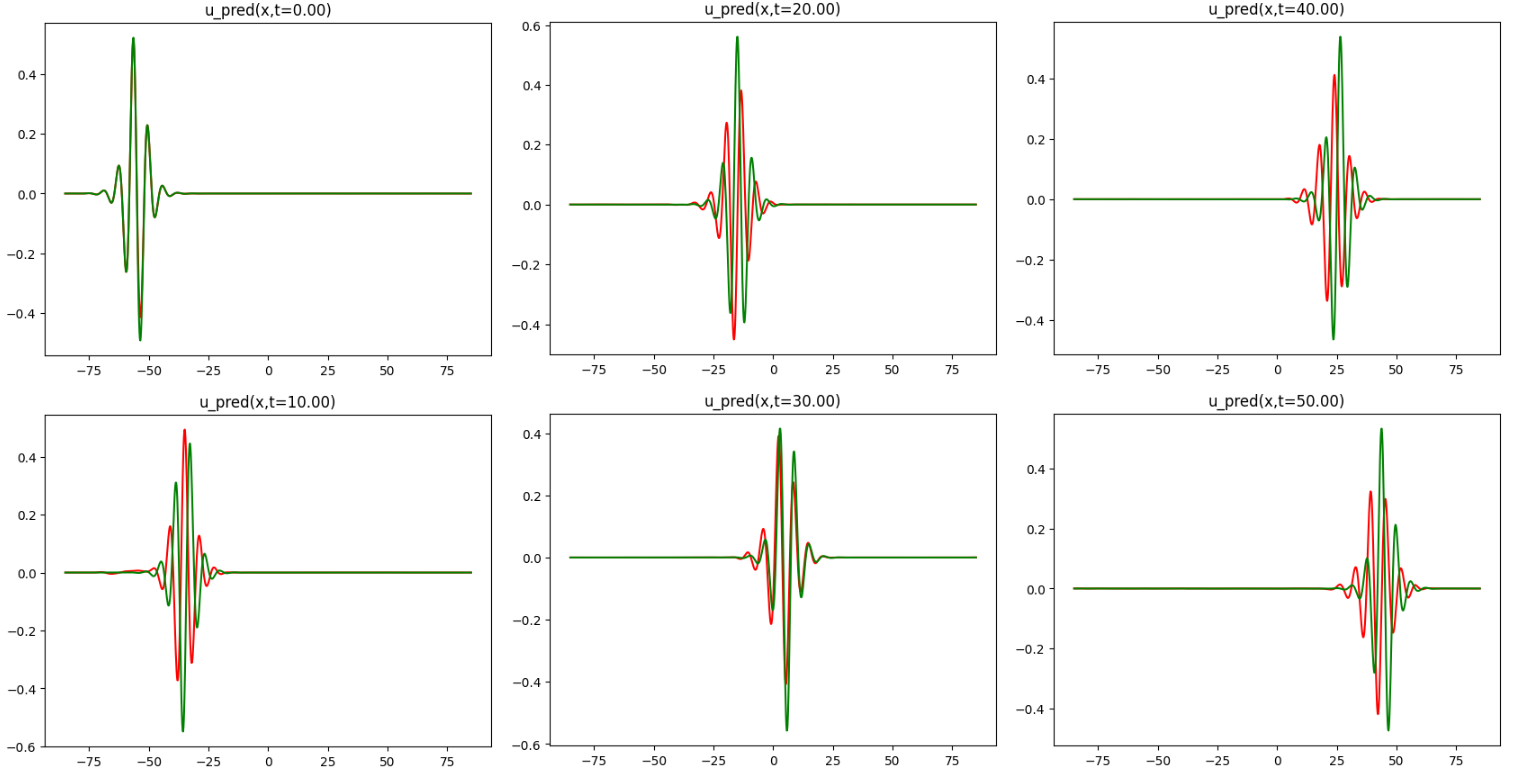 u_pred(x,t=0.00)
0.4
0.2
0.0
−0.2
−0.4
−75 −50 −25 0 25 50 75
u_pred(x,t=20.00)
0.6
0.4
0.2
0.0
−0.2
−0.4
−75 −50 −25 0 25 50 75
u_pred(x,t=40.00)
0.4
0.2
0.0
−0.2
−0.4
−75 −50 −25 0 25 50 75
u_pred(x,t=10.00)
0.4
0.2
0.0
−0.2
−0.4
−0.6
−75 −50 −25 0 25 50 75
u_pred(x,t=30.00)
0.4
0.2
0.0
−0.2
−0.4
−0.6
−75 −50 −25 0 25 50 75
u_pred(x,t=50.00)
0.4
0.2
0.0
−0.2
−0.4
−75 −50 −25 0 25 50 75